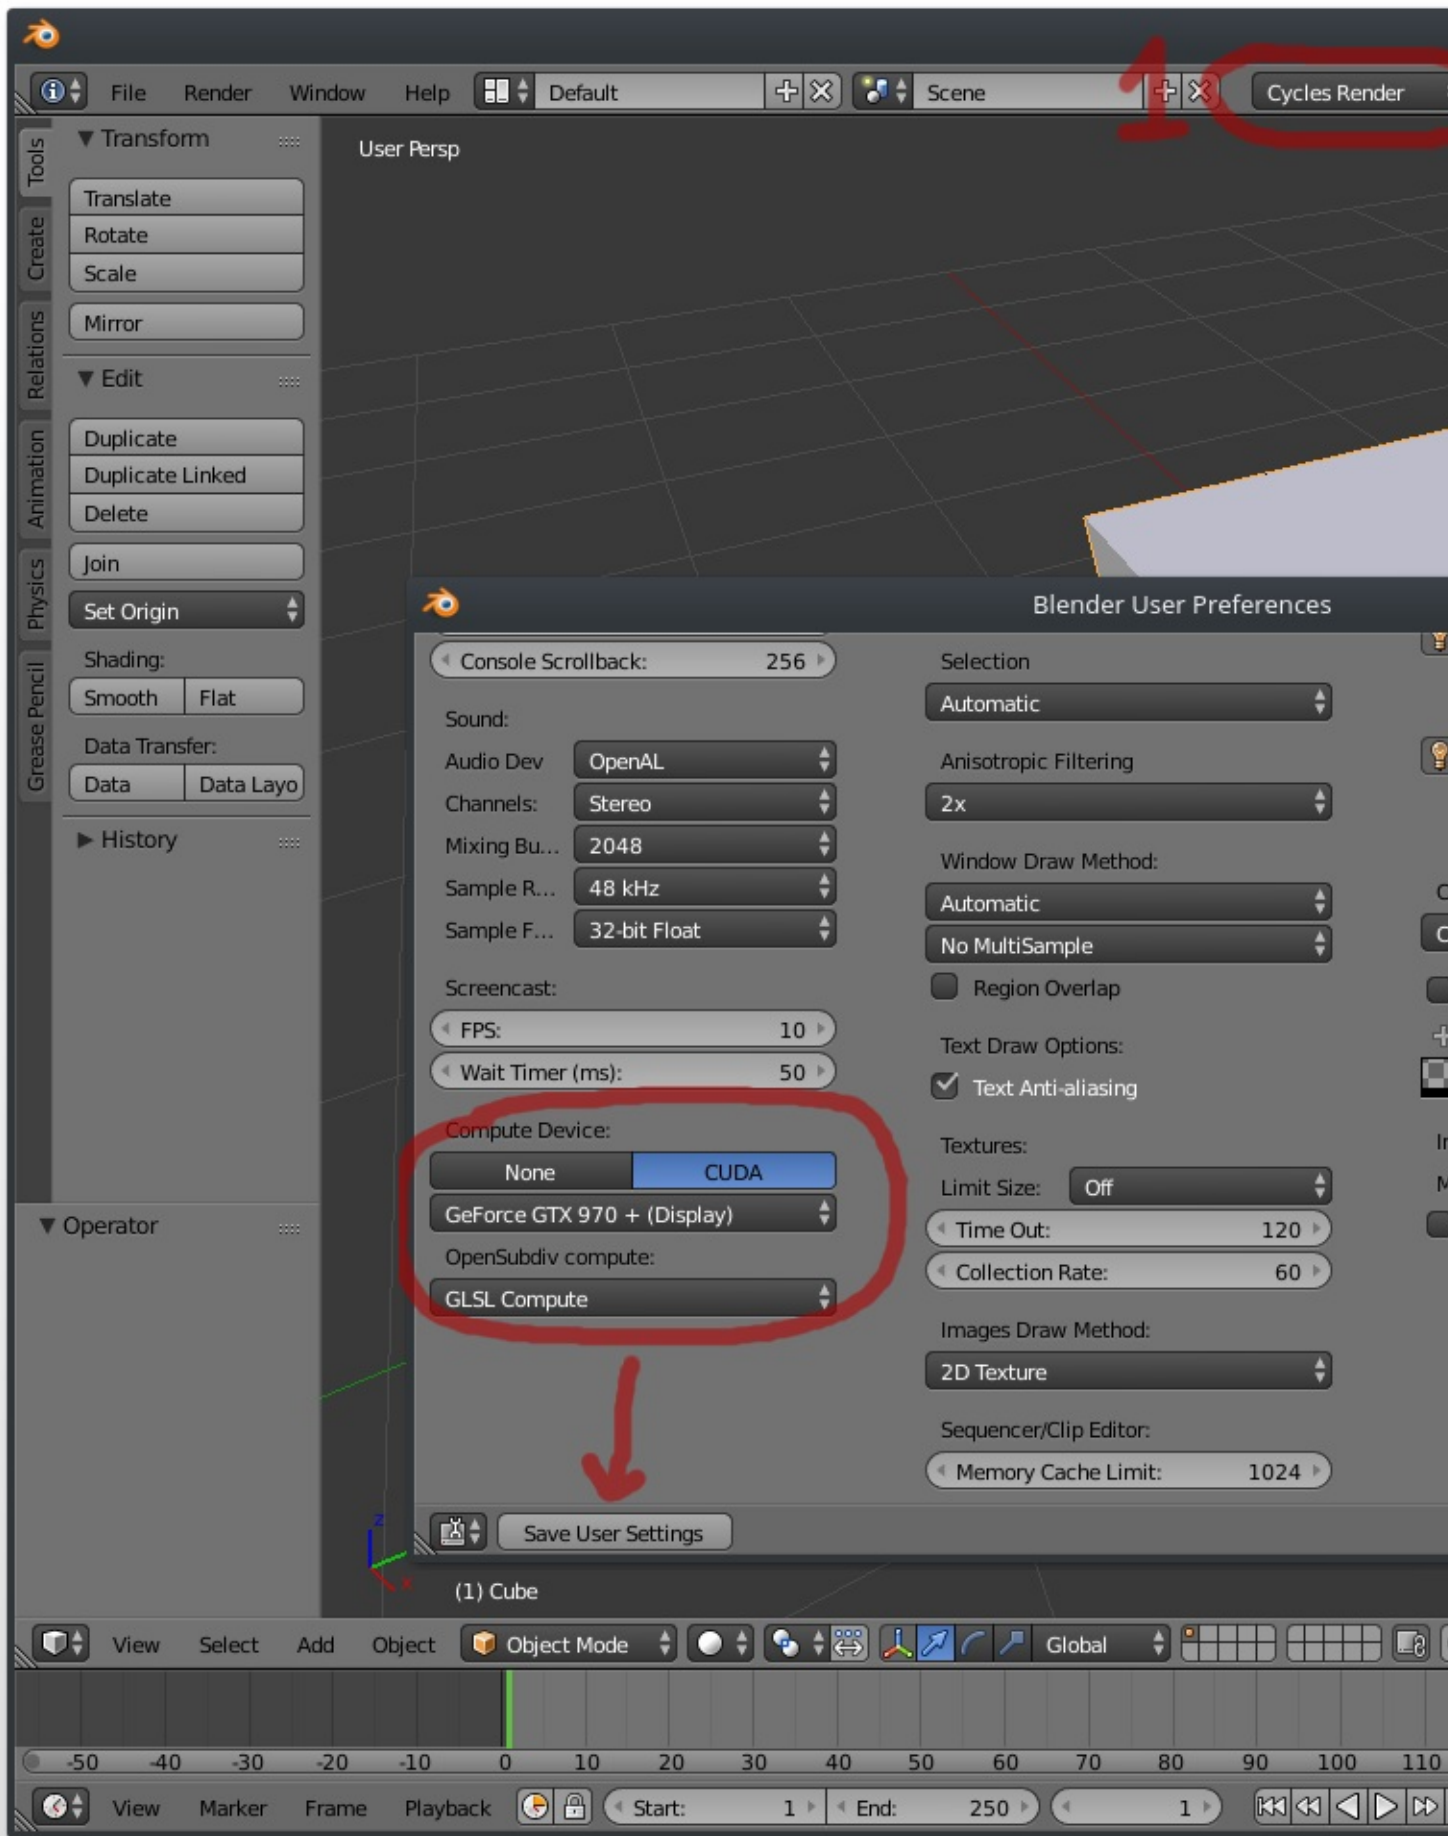 File Render Window Help Default Scene 1 Cycles Render
Tools
Create
Relations
Animation
Physics
Grease Pencil
Transform
Translate
Rotate
Scale
Mirror
Edit
Duplicate
Duplicate Linked
Delete
Join
Set Origin
Shading:
Smooth Flat
Data Transfer:
Data Data Layo
History
Operator
User Persp
Blender User Preferences
Console Scrollback: 256
Sound:
Audio Dev OpenAL
Channels: Stereo
Mixing Bu... 2048
Sample R... 48 kHz
Sample F... 32-bit Float
Screencast:
FPS: 10
Wait Timer (ms): 50
Compute Device:
None CUDA
GeForce GTX 970 + (Display)
OpenSubdiv compute:
GLSL Compute
Selection
Automatic
Anisotropic Filtering
2x
Window Draw Method:
Automatic
No MultiSample
Region Overlap
Text Draw Options:
Text Anti-aliasing
Textures:
Limit Size: Off
Time Out: 120
Collection Rate: 60
Images Draw Method:
2D Texture
Sequencer/Clip Editor:
Memory Cache Limit: 1024
Save User Settings
z
x
(1) Cube
View Select Add Object Object Mode Global
-50 -40 -30 -20 -10 0 10 20 30 40 50 60 70 80 90 100 110
View Marker Frame Playback Start: 1 End: 250 1